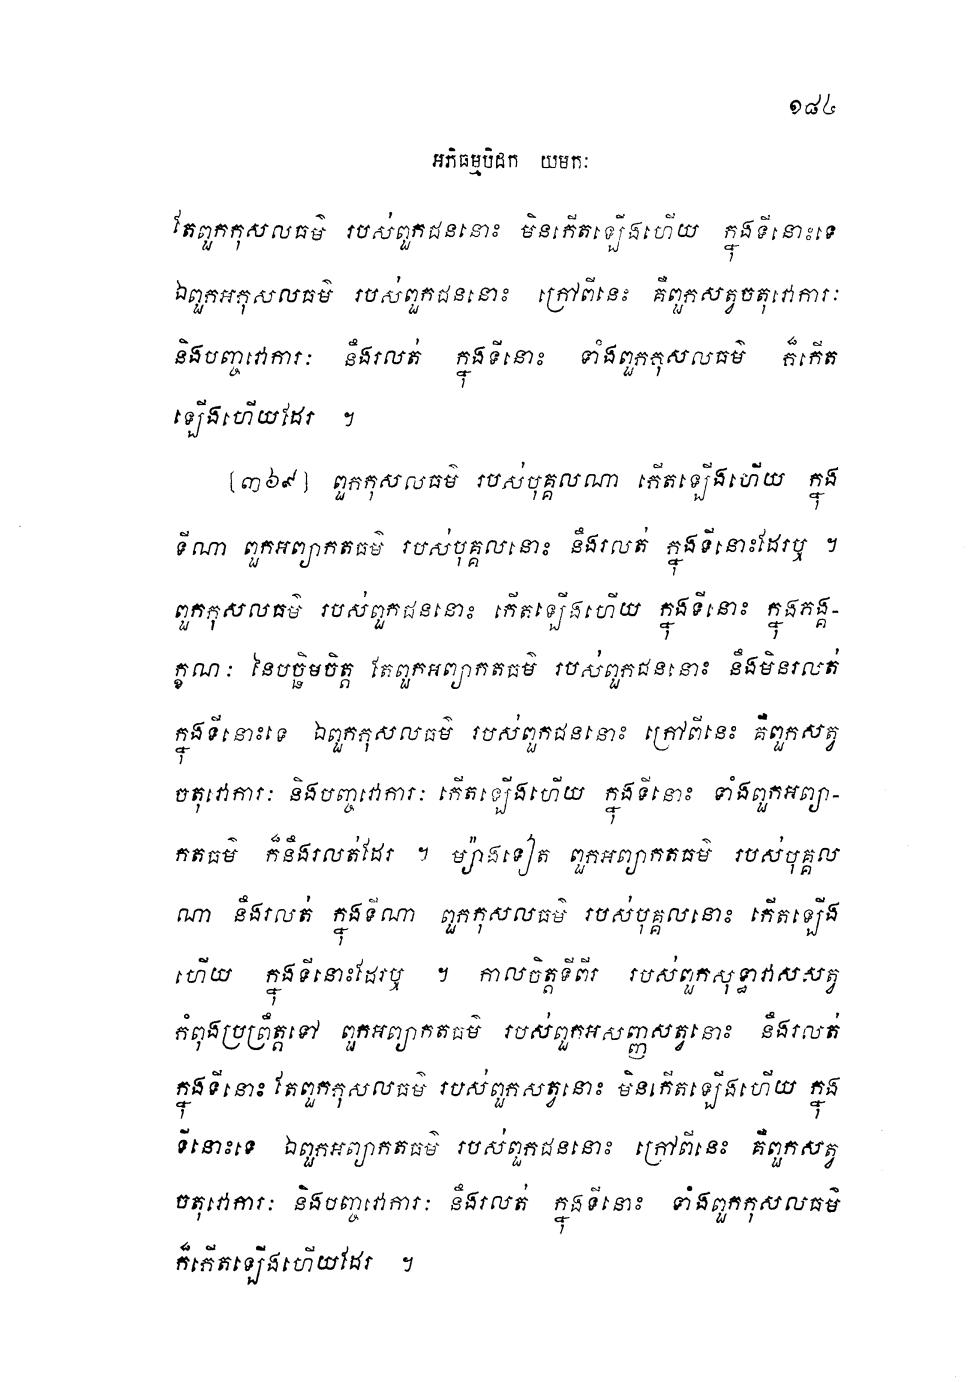 ១៨៤
អភិធម្មបិដក យមកៈ
តែពួកកុសលធម៌ របស់ពួកជននោះ មិនកើតឡើងហើយ ក្នុងទីនោះទេ
ឯពួកអកុសលធម៌ របស់ពួកជននោះ ក្រៅពីនេះ គឺពួកសត្វចតុវោការៈ
និងបញ្ចវោការៈ នឹងរលត់ ក្នុងទីនោះ ទាំងពួកកុសលធម៌ ក៏កើត
ឡើងហើយដែរ ។
[៣៦៩] ពួកកុសលធម៌ របស់បុគ្គលណា កើតឡើងហើយ ក្នុង
ទីណា ពួកអព្យាកតធម៌ របស់បុគ្គលនោះ នឹងរលត់ ក្នុងទីនោះដែរឬ ។
ពួកកុសលធម៌ របស់ពួកជននោះ កើតឡើងហើយ ក្នុងទីនោះ ក្នុងភង្គ-
ក្ខណៈ នៃបច្ឆិមចិត្ត តែពួកអព្យាកតធម៌ របស់ពួកជននោះ នឹងមិនរលត់
ក្នុងទីនោះទេ ឯពួកកុសលធម៌ របស់ពួកជននោះ ក្រៅពីនេះ គឺពួកសត្វ
ចតុវោការៈ និងបញ្ចវោការៈ កើតឡើងហើយ ក្នុងទីនោះ ទាំងពួកអព្យា-
កតធម៌ ក៏នឹងរលត់ដែរ ។ ម្យ៉ាងទៀត ពួកអព្យាកតធម៌ របស់បុគ្គល
ណា នឹងរលត់ ក្នុងទីណា ពួកកុសលធម៌ របស់បុគ្គលនោះ កើតឡើង
ហើយ ក្នុងទីនោះដែរឬ ។ កាលចិត្តទីពីរ របស់ពួកសុទ្ធាវាសសត្វ
កំពុងប្រព្រឹត្តទៅ ពួកអព្យាកតធម៌ របស់ពួកអសញ្ញសត្វនោះ នឹងរលត់
ក្នុងទីនោះ តែពួកកុសលធម៌ របស់ពួកសត្វនោះ មិនកើតឡើងហើយ ក្នុង
ទីនោះទេ ឯពួកអព្យាកតធម៌ របស់ពួកជននោះ ក្រៅពីនេះ គឺពួកសត្វ
ចតុវោការៈ និងបញ្ចវោការៈ នឹងរលត់ ក្នុងទីនោះ ទាំងពួកកុសលធម៌
ក៏កើតឡើងហើយដែរ ។